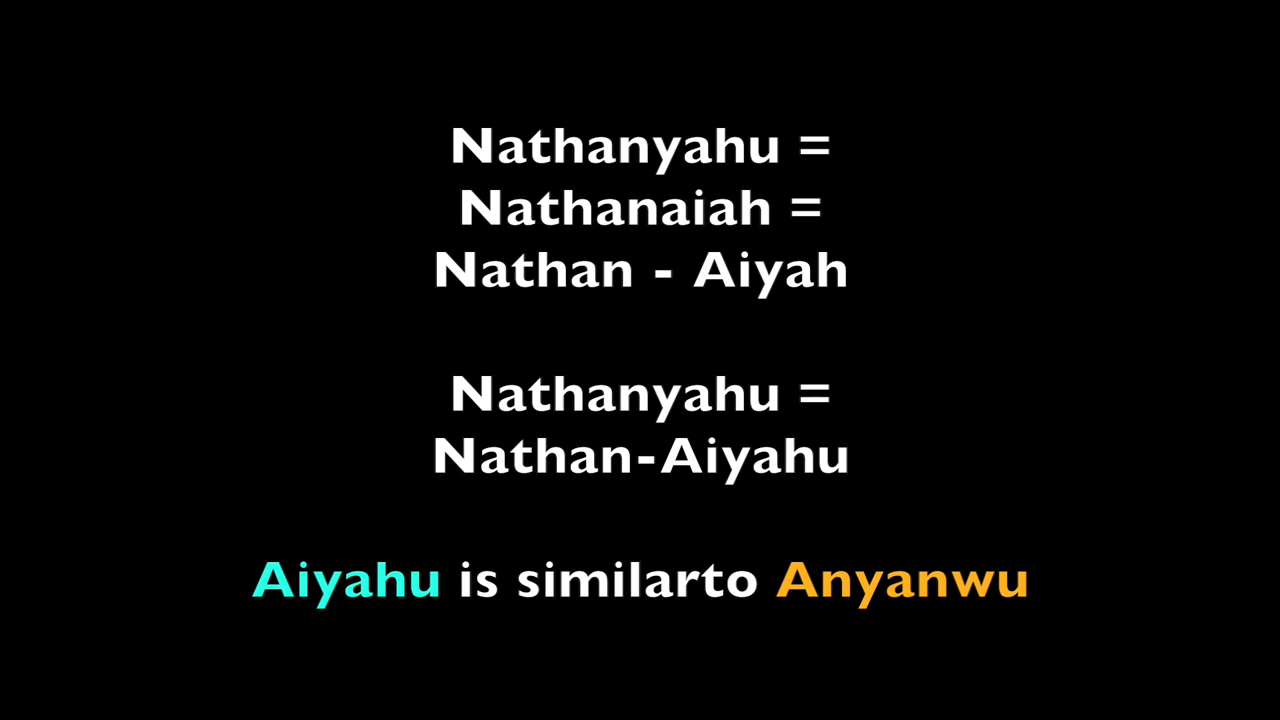 Nathanyahu =
Nathanaiah =
Nathan - Aiyah
Nathanyahu =
Nathan-Aiyahu
Aiyahu is similarto Anyanwu